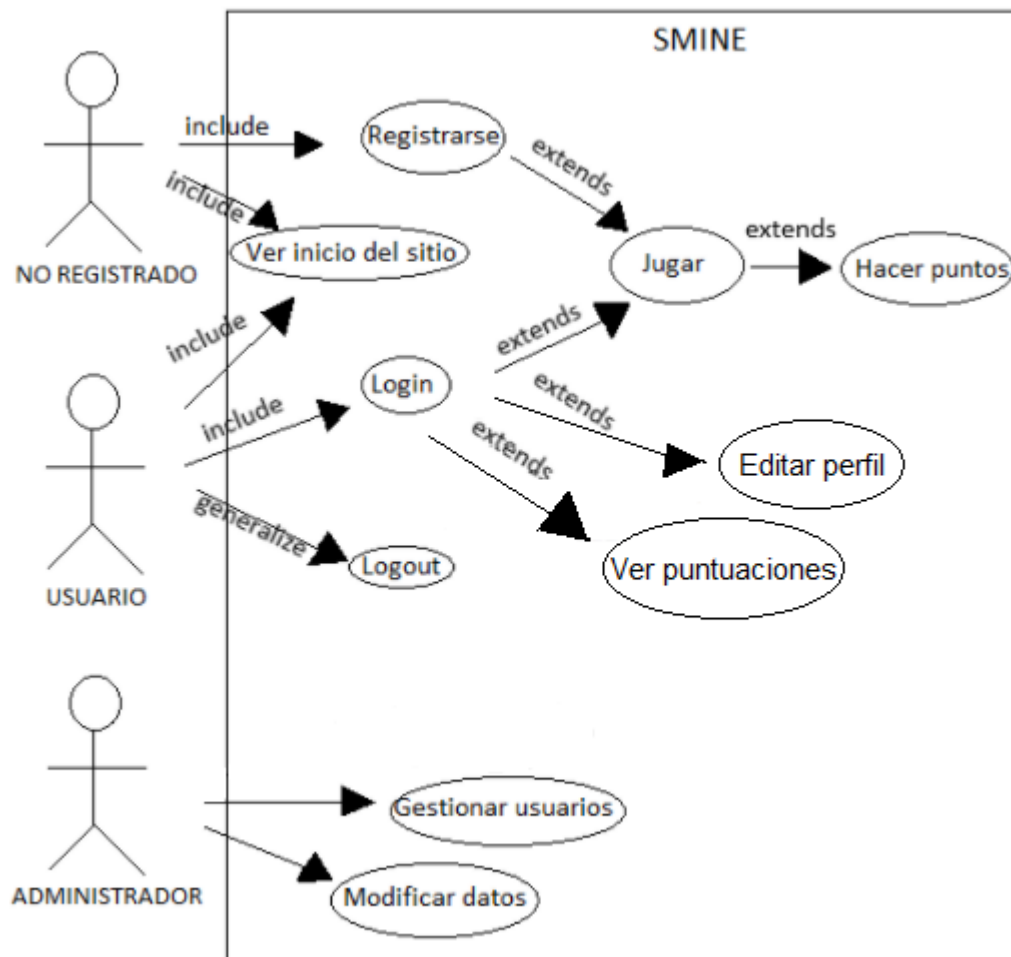 SMINE
include
Registrarse
extends
include
Ver inicio del sitio
Jugar
extends
Hacer puntos
NO REGISTRADO
include
extends
Login
include
extends
extends
Editar perfil
generalize
Logout
Ver puntuaciones
USUARIO
Gestionar usuarios
ADMINISTRADOR
Modificar datos